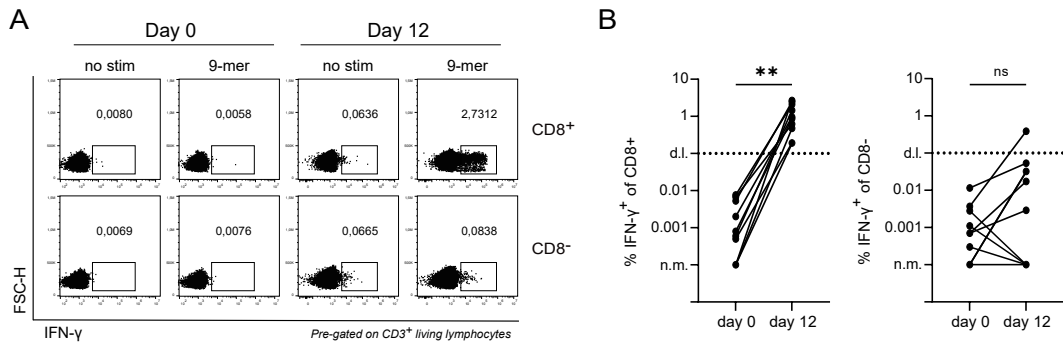 A
Day 0
Day 12
no stim
9-mer
no stim
9-mer
0,0080
0,0058
0,0636
2,7312
CD8+
0,0069
0,0076
0,0665
0,0838
CD8-
FSC-H
IFN-γ
Pre-gated on CD3+ living lymphocytes
B
**
% IFN-γ+ of CD8+
10
1
d.l.
0.01
0.001
n.m.
day 0
day 12
ns
% IFN-γ+ of CD8-
10
1
d.l.
0.01
0.001
n.m.
day 0
day 12